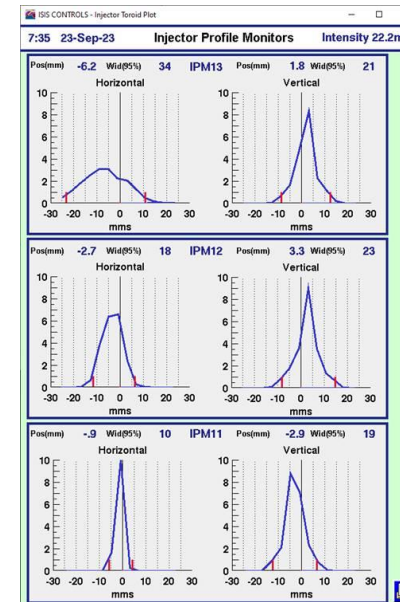 ISIS CONTROLS - Injector Toroid Plot
7:35 23-Sep-23 Injector Profile Monitors Intensity 22.2
Pos(mm) -6.2 Wid(95%) 34 IPM13 Pos(mm) 1.8 Wid(95%) 21
Horizontal Vertical
10 10
8 8
6 6
4 4
2 2
0 0
-30 -20 -10 0 10 20 30 -30 -20 -10 0 10 20 30
mms mms
Pos(mm) -2.7 Wid(95%) 18 IPM12 Pos(mm) 3.3 Wid(95%) 23
Horizontal Vertical
10 10
8 8
6 6
4 4
2 2
0 0
-30 -20 -10 0 10 20 30 -30 -20 -10 0 10 20 30
mms mms
Pos(mm) -.9 Wid(95%) 10 IPM11 Pos(mm) -2.9 Wid(95%) 19
Horizontal Vertical
10 10
8 8
6 6
4 4
2 2
0 0
-30 -20 -10 0 10 20 30 -30 -20 -10 0 10 20 30
mms mms